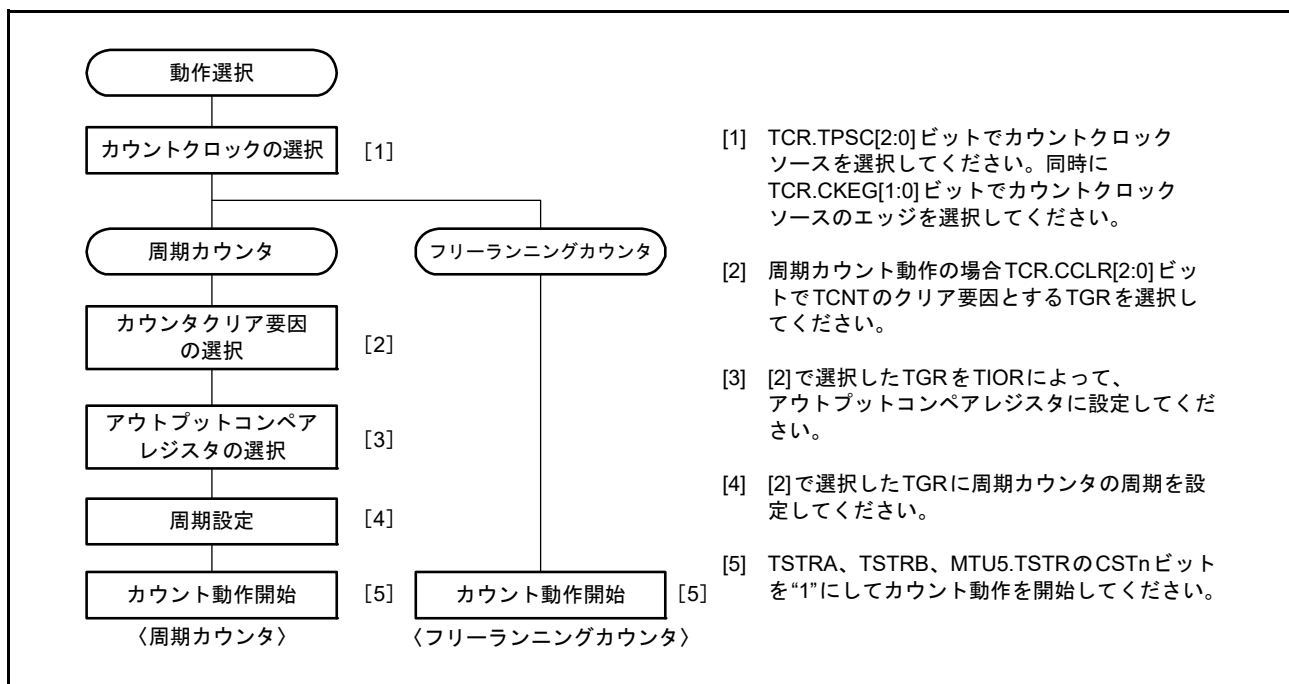 動作選択
カウントクロックの選択 [1]
周期カウンタ
フリーランニングカウンタ
カウンタクリア要因
の選択 [2]
アウトプットコンペア
レジスタの選択 [3]
周期設定 [4]
カウント動作開始 [5]
カウント動作開始 [5]
〈周期カウンタ〉
〈フリーランニングカウンタ〉
[1] TCR.TPSC[2:0]ビットでカウントクロック
ソースを選択してください。同時に
TCR.CKEG[1:0]ビットでカウントクロック
ソースのエッジを選択してください。
[2] 周期カウント動作の場合TCR.CCLR[2:0]ビッ
トでTCNTのクリア要因とするTGRを選択し
てください。
[3] [2]で選択したTGRをTIORによって、
アウトプットコンペアレジスタに設定してくだ
さい。
[4] [2]で選択したTGRに周期カウンタの周期を設
定してください。
[5] TSTRA、TSTRB、MTU5.TSTRのCSTnビット
を“1”にしてカウント動作を開始してください。